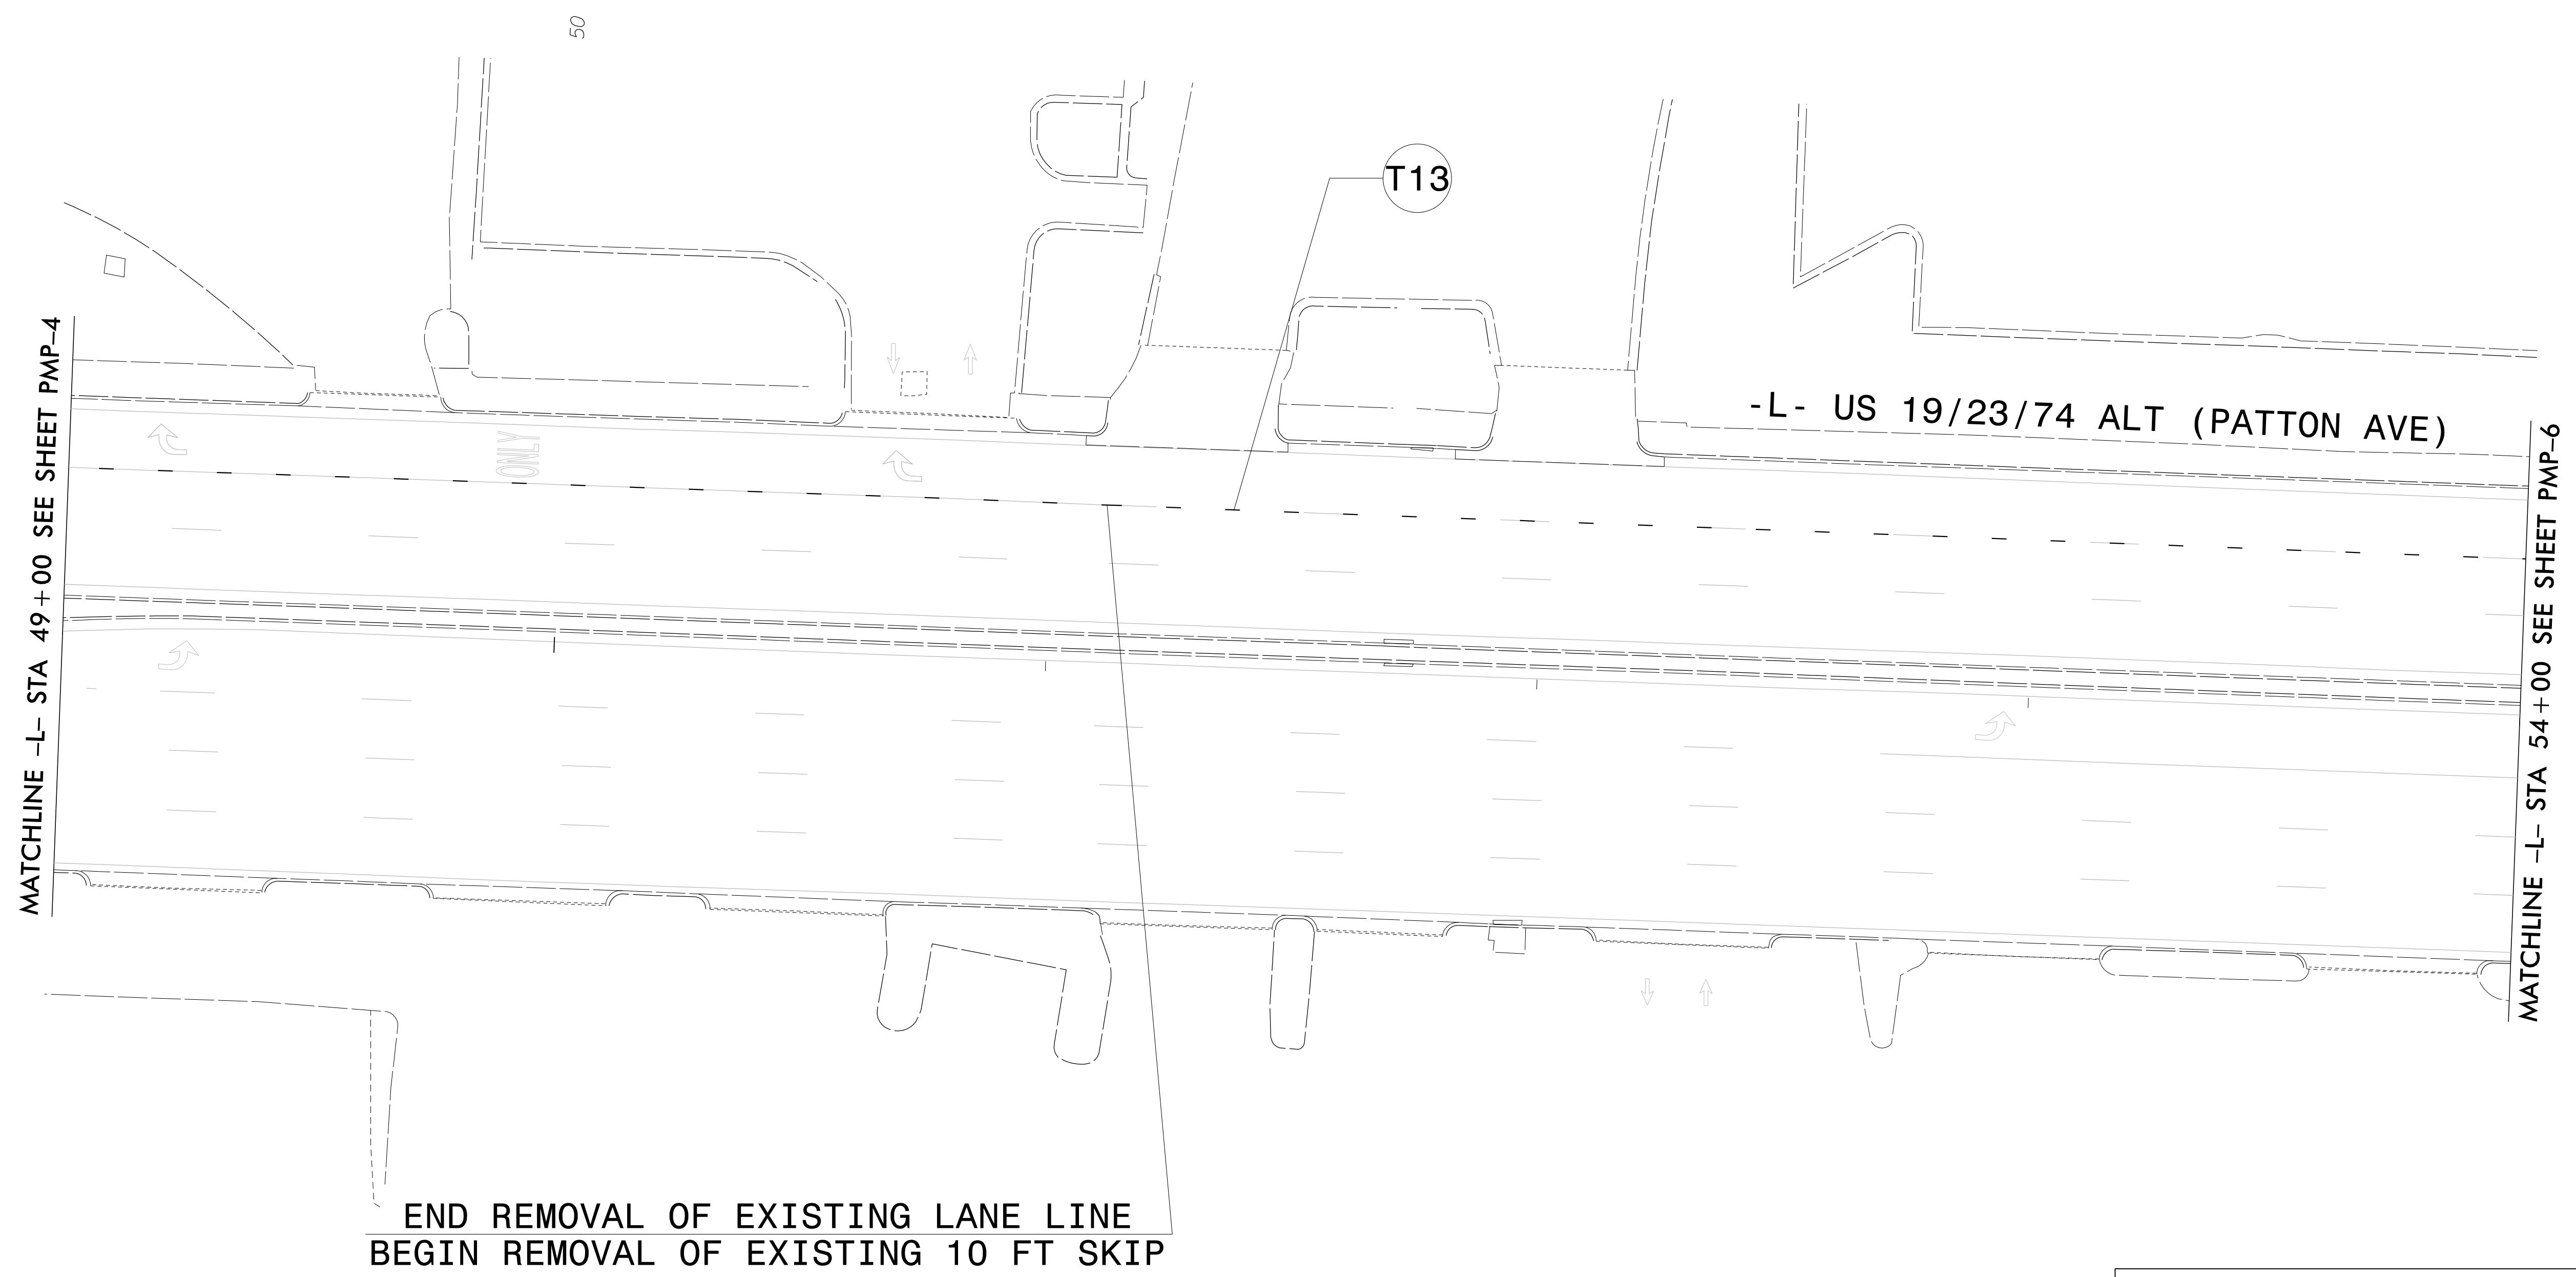 50
T13
-L- US 19/23/74 ALT (PATTON AVE)
MATCHLINE -L- STA 49+00 SEE SHEET PMP-4
ONLY
MATCHLINE -L- STA 54+00 SEE SHEET PMP-6
END REMOVAL OF EXISTING LANE LINE
BEGIN REMOVAL OF EXISTING 10 FT SKIP